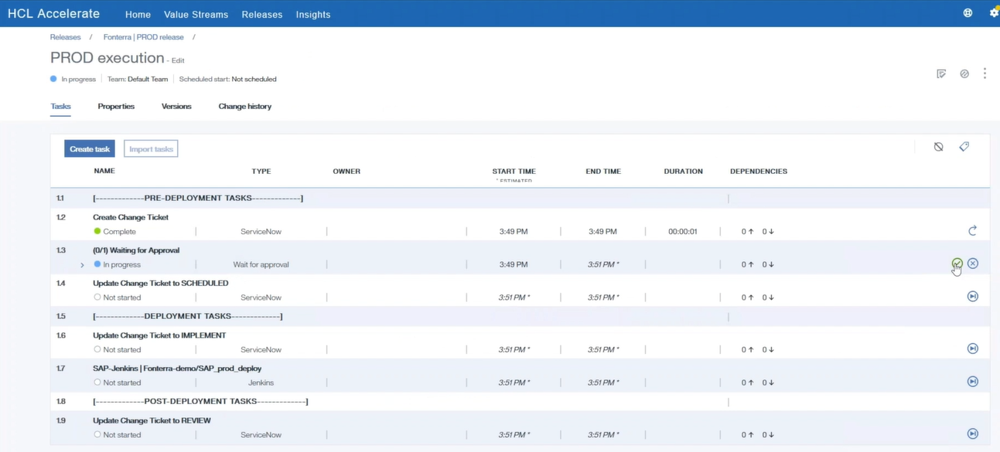 HCL Accelerate Home Value Streams Releases Insights
Releases / Fonterra | PROD release /
PROD execution - Edit
In progress Team: Default Team Scheduled start: Not scheduled
Tasks Properties Versions Change history
Create task Import tasks
NAME TYPE OWNER START TIME END TIME DURATION DEPENDENCIES
* ESTIMATED
1.1 [-------------PRE-DEPLOYMENT TASKS-------------]
1.2 Create Change Ticket
Complete ServiceNow 3:49 PM 3:49 PM 00:00:01 0 ↑ 0 ↓
1.3 (0/1) Waiting for Approval
In progress Wait for approval 3:49 PM 3:51 PM * 0 ↑ 0 ↓
1.4 Update Change Ticket to SCHEDULED
Not started ServiceNow 3:51 PM * 3:51 PM * 0 ↑ 0 ↓
1.5 [-------------DEPLOYMENT TASKS-------------]
1.6 Update Change Ticket to IMPLEMENT
Not started ServiceNow 3:51 PM * 3:51 PM * 0 ↑ 0 ↓
1.7 SAP-Jenkins | Fonterra-demo/SAP_prod_deploy
Not started Jenkins 3:51 PM * 3:51 PM * 0 ↑ 0 ↓
1.8 [-------------POST-DEPLOYMENT TASKS-------------]
1.9 Update Change Ticket to REVIEW
Not started ServiceNow 3:51 PM * 3:51 PM * 0 ↑ 0 ↓